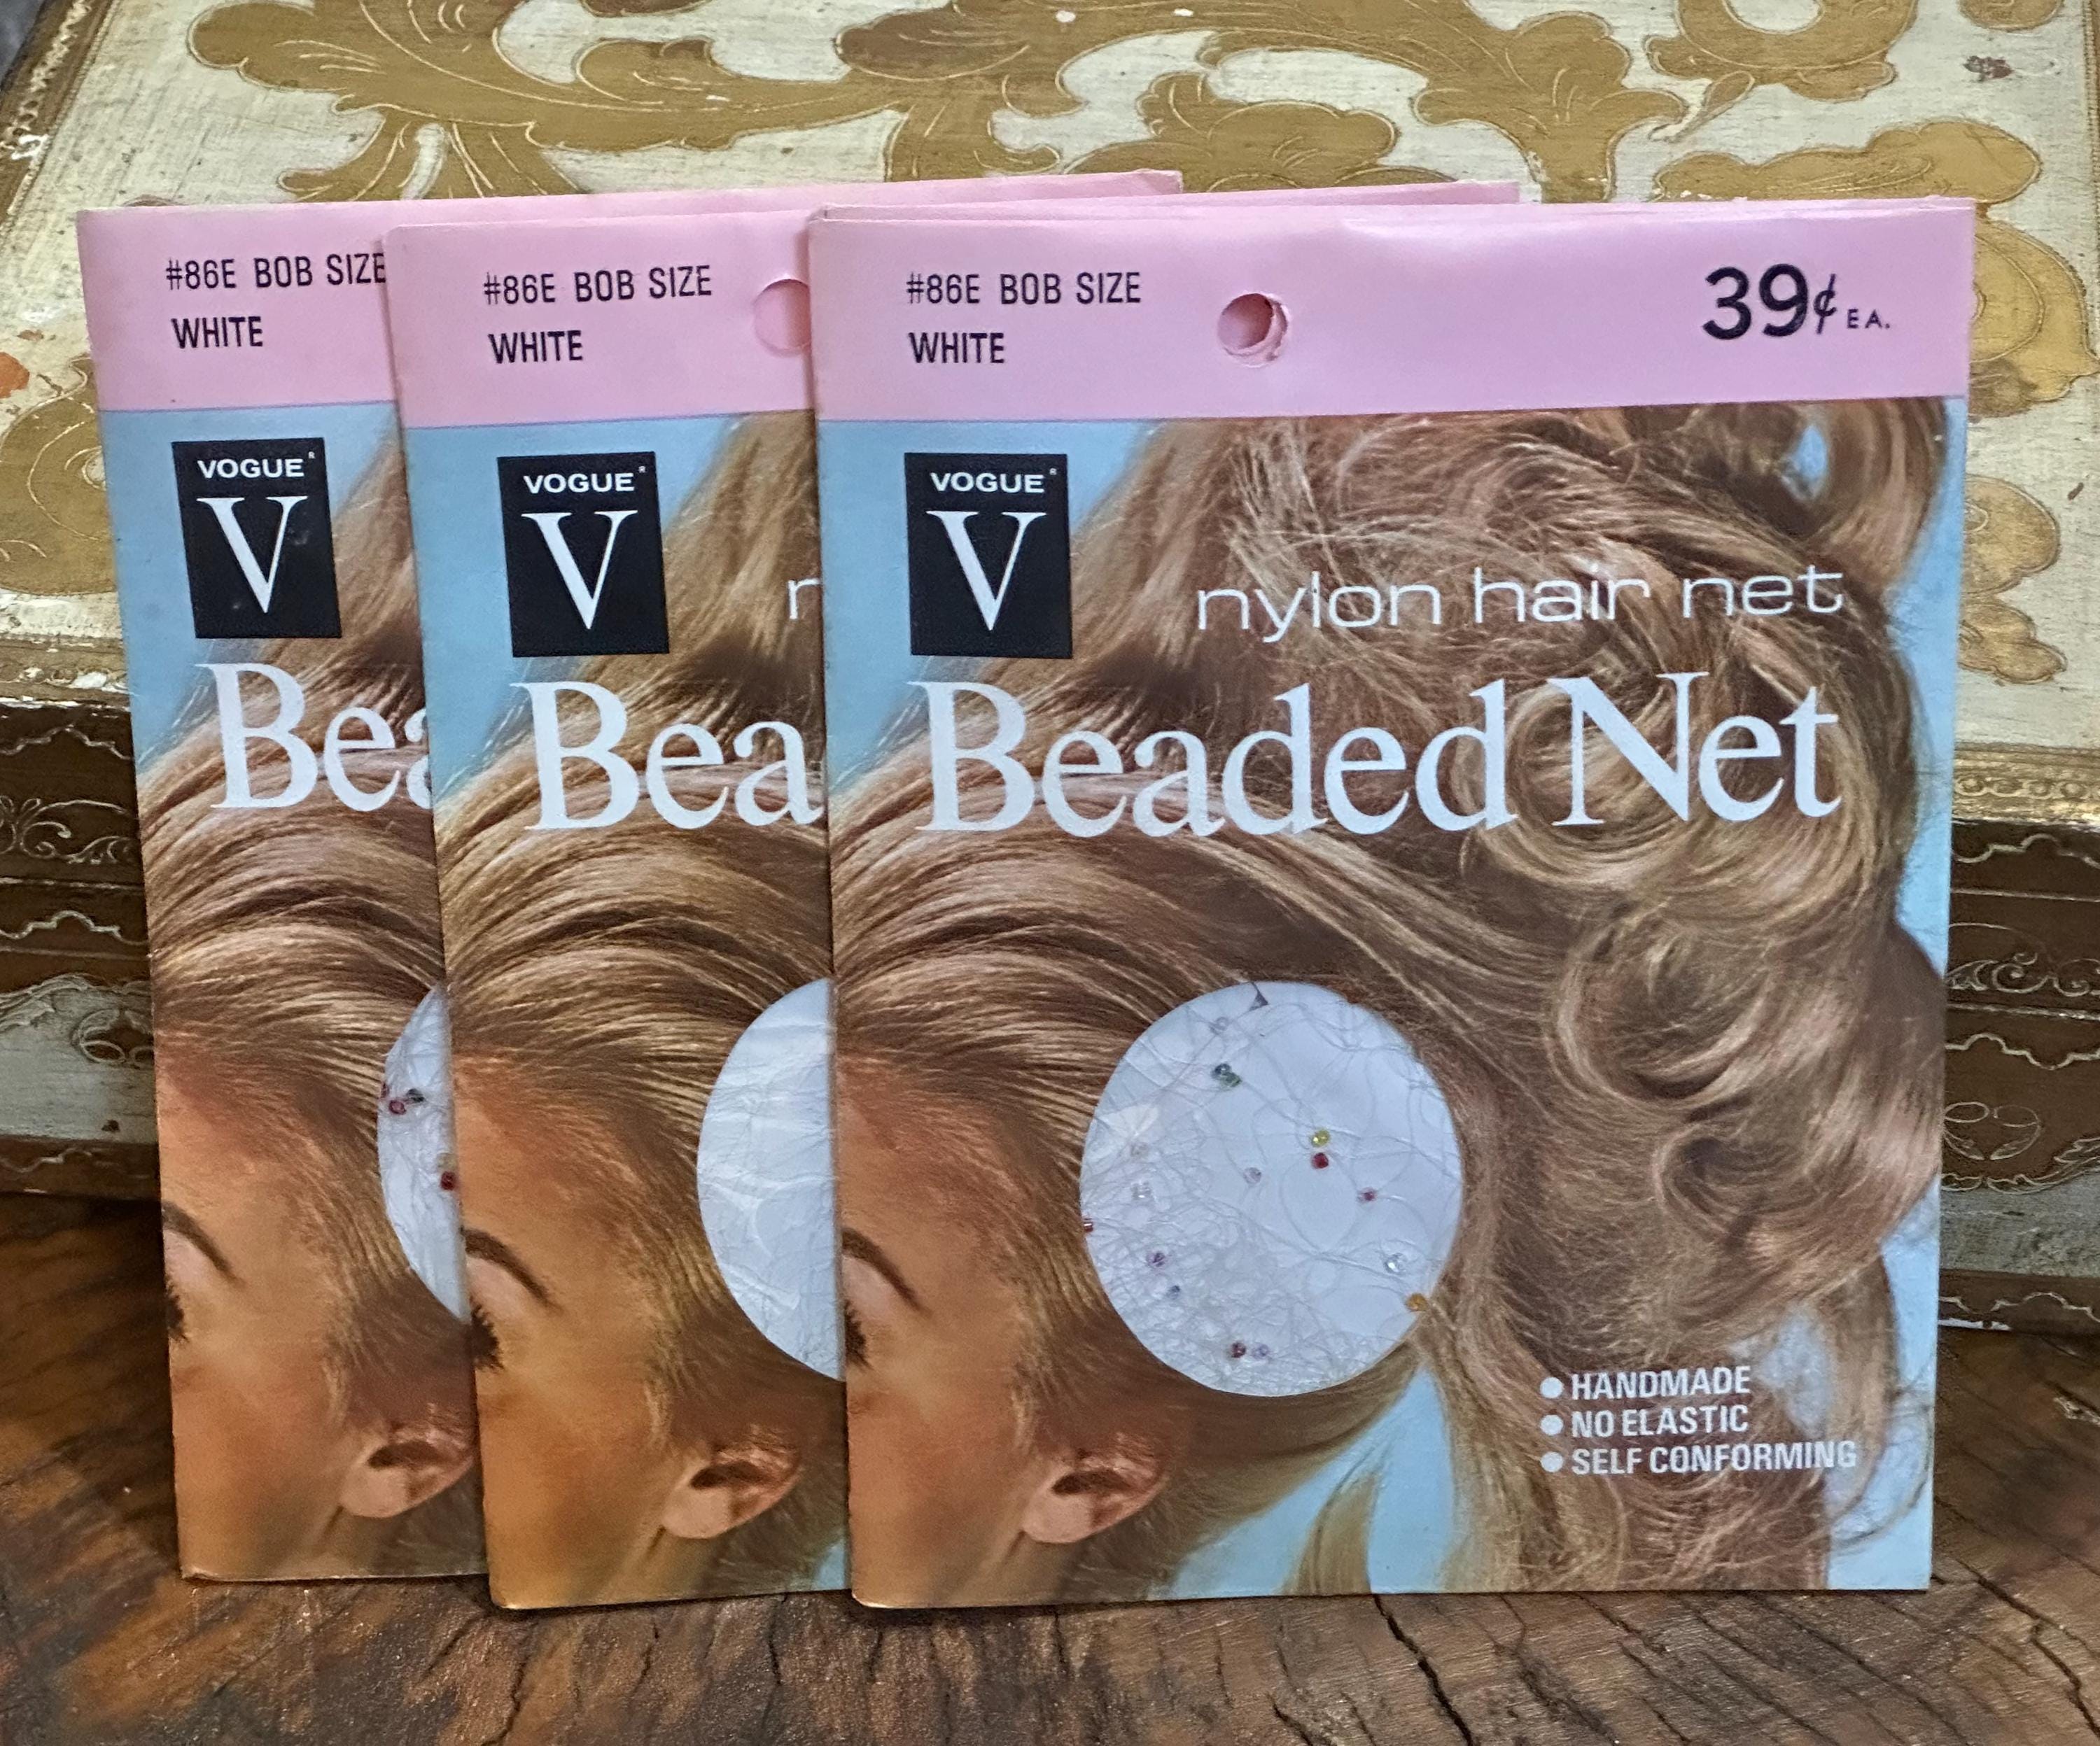 #86E BOB SIZE
WHITE
VOGUE R
V
Bea
#86E BOB SIZE
WHITE
VOGUE R
V
n
Bea
#86E BOB SIZE
WHITE
39¢ EA.
VOGUE R
V
nylon hair net
Beaded Net
● HANDMADE
● NO ELASTIC
● SELF CONFORMING